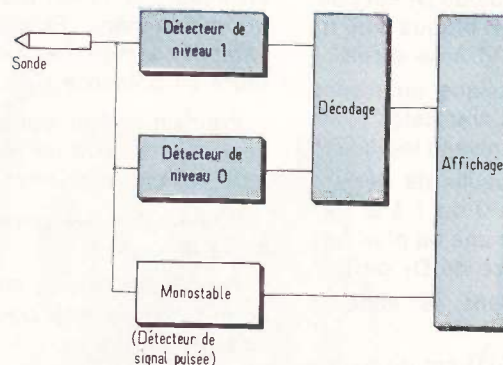 Sonde
Détecteur de
niveau 1
Détecteur de
niveau 0
Décodage
Affichage
Monostable
(Détecteur de
signal pulsée)